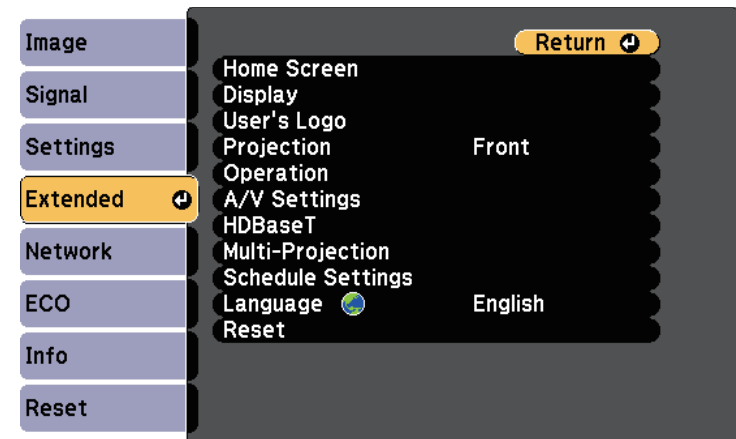 Image
Signal
Settings
Extended
Network
ECO
Info
Reset
Return
Home Screen
Display
User's Logo
Projection Front
Operation
A/V Settings
HDBaseT
Multi-Projection
Schedule Settings
Language English
Reset